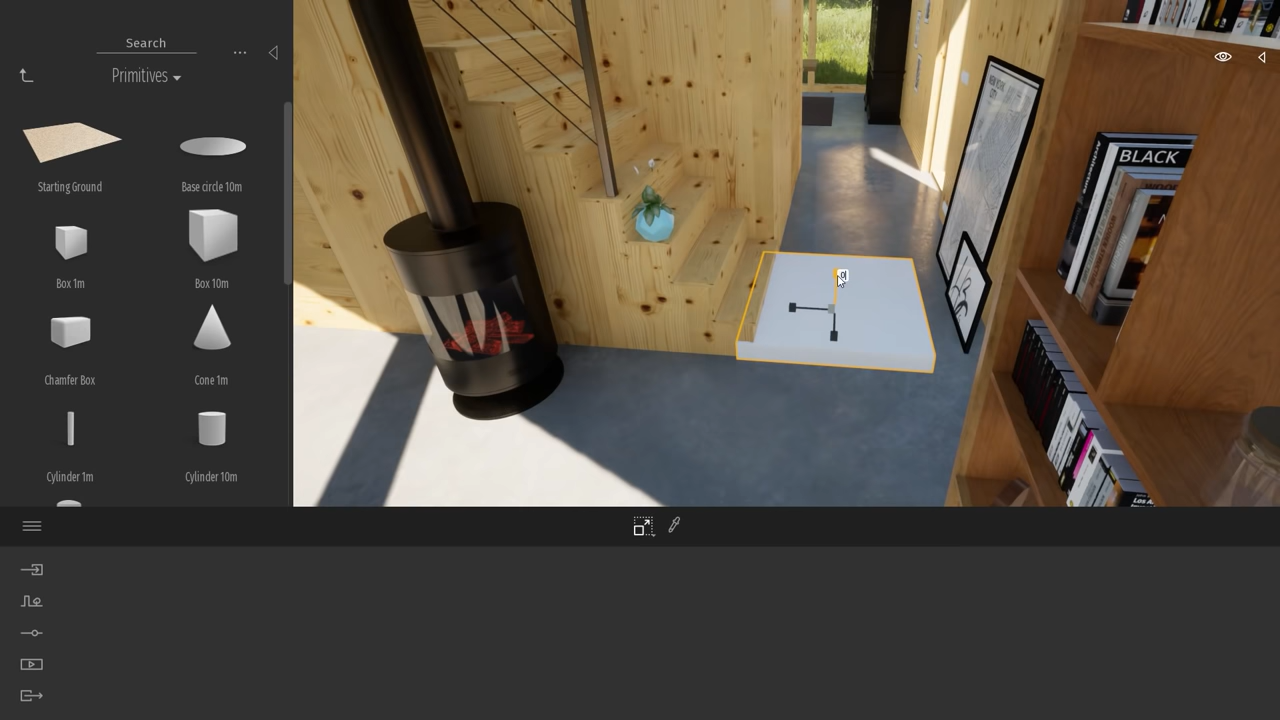 Search
...
Primitives
Starting Ground
Base circle 10m
Box 1m
Box 10m
Chamfer Box
Cone 1m
Cylinder 1m
Cylinder 10m
0
BLACK